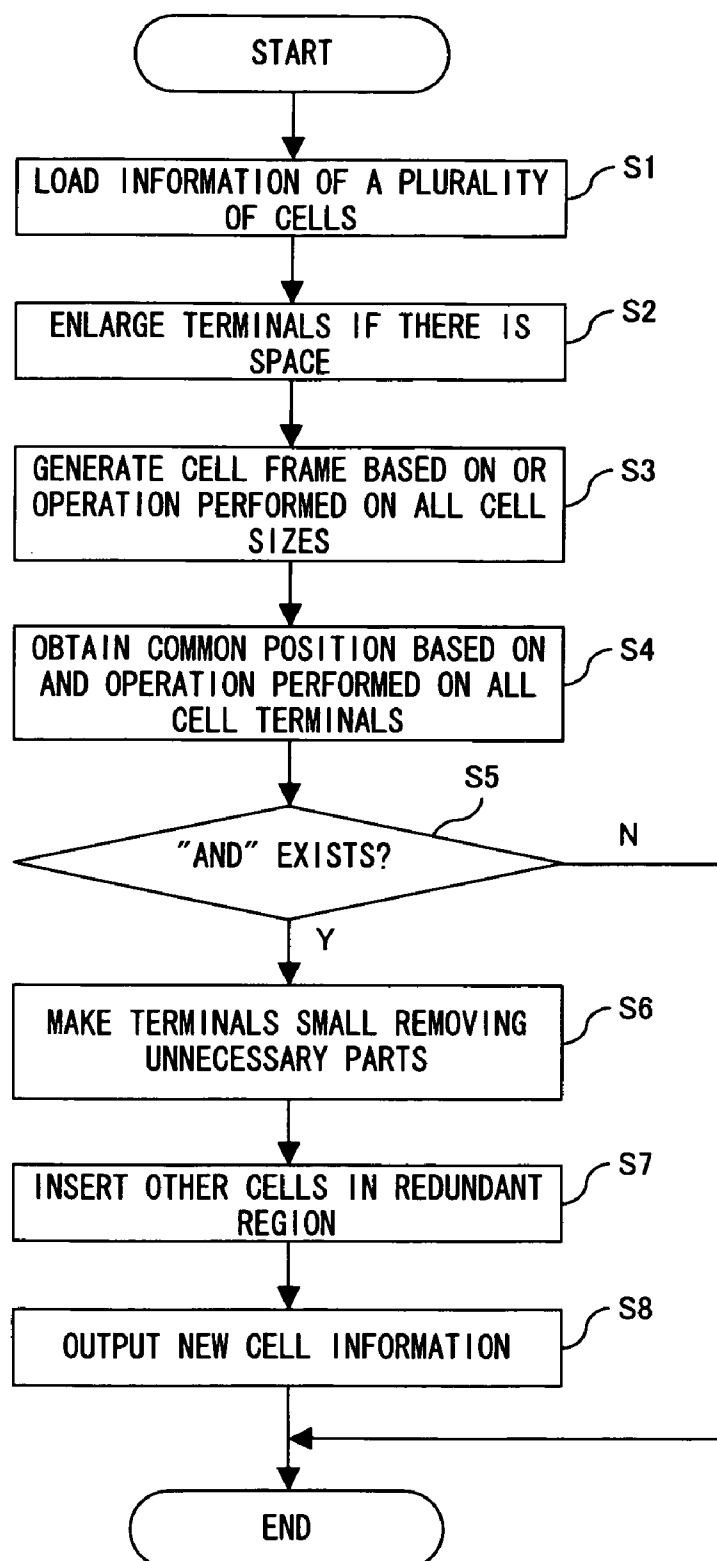 START
LOAD INFORMATION OF A PLURALITY
OF CELLS
S1
ENLARGE TERMINALS IF THERE IS
SPACE
S2
GENERATE CELL FRAME BASED ON OR
OPERATION PERFORMED ON ALL CELL
SIZES
S3
OBTAIN COMMON POSITION BASED ON
AND OPERATION PERFORMED ON ALL
CELL TERMINALS
S4
S5
"AND" EXISTS?
N
Y
MAKE TERMINALS SMALL REMOVING
UNNECESSARY PARTS
S6
INSERT OTHER CELLS IN REDUNDANT
REGION
S7
OUTPUT NEW CELL INFORMATION
S8
END